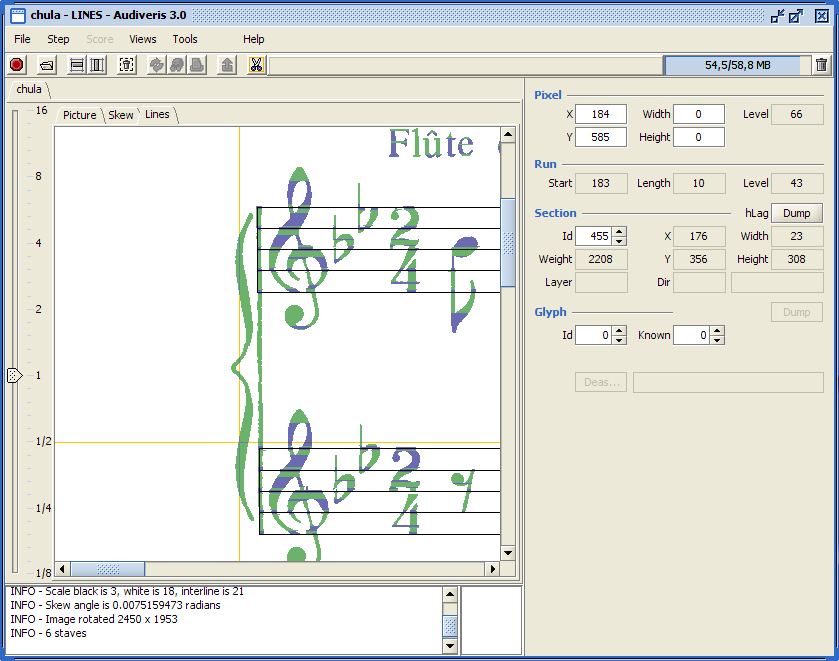 chula - LINES - Audiveris 3.0
File Step Score Views Tools Help
54,5/58,8 MB
chula
Picture Skew Lines
16
8
4
2
1
1/2
1/4
1/8
Flûte
2
4
2
4
INFO - Scale black is 3, white is 18, interline is 21
INFO - Skew angle is 0.0075159473 radians
INFO - Image rotated 2450 x 1953
INFO - 6 staves
Pixel
X 184 Width 0 Level 66
Y 585 Height 0
Run
Start 183 Length 10 Level 43
Section hLag Dump
Id 455 X 176 Width 23
Weight 2208 Y 356 Height 308
Layer Dir
Glyph Dump
Id 0 Known 0
Deas...